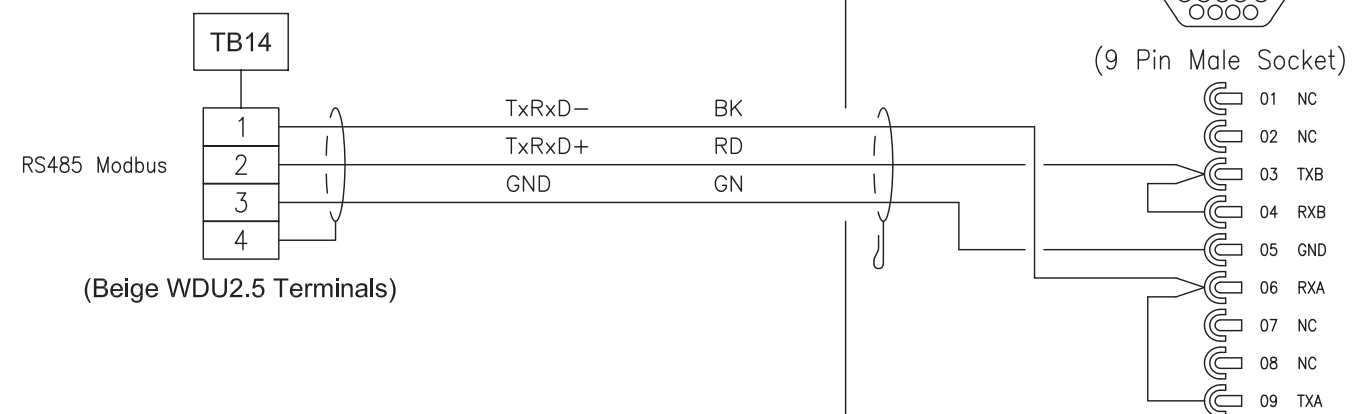 TB14
1
2
3
4
RS485 Modbus
(Beige WDU2.5 Terminals)
TxRxD- BK
TxRxD+ RD
GND GN
(9 Pin Male Socket)
01 NC
02 NC
03 TXB
04 RXB
05 GND
06 RXA
07 NC
08 NC
09 TXA